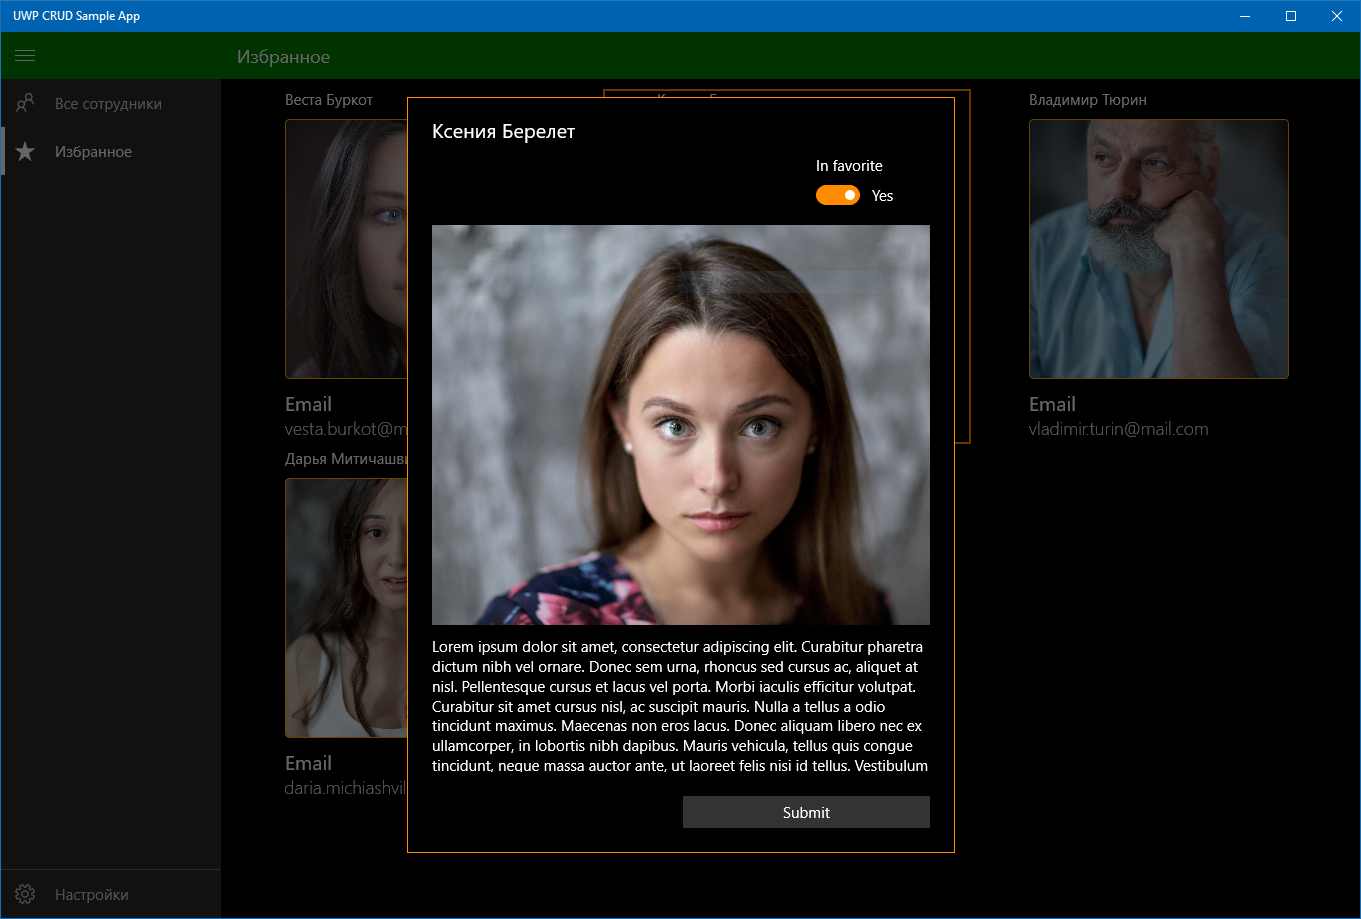 UWP CRUD Sample App
Избранное
Все сотрудники
Избранное
Настройки
Веста Буркот
Владимир Тюрин
Email
vesta.burkot@m
Email
vladimir.turin@mail.com
Дарья Митичашви
Email
daria.michiashvil
Ксения Берелет
In favorite
Yes
Lorem ipsum dolor sit amet, consectetur adipiscing elit. Curabitur pharetra
dictum nibh vel ornare. Donec sem urna, rhoncus sed cursus ac, aliquet at
nisl. Pellentesque cursus et lacus vel porta. Morbi iaculis efficitur volutpat.
Curabitur sit amet cursus nisl, ac suscipit mauris. Nulla a tellus a odio
tincidunt maximus. Maecenas non eros lacus. Donec aliquam libero nec ex
ullamcorper, in lobortis nibh dapibus. Mauris vehicula, tellus quis congue
tincidunt, neque massa auctor ante, ut laoreet felis nisi id tellus. Vestibulum
Submit